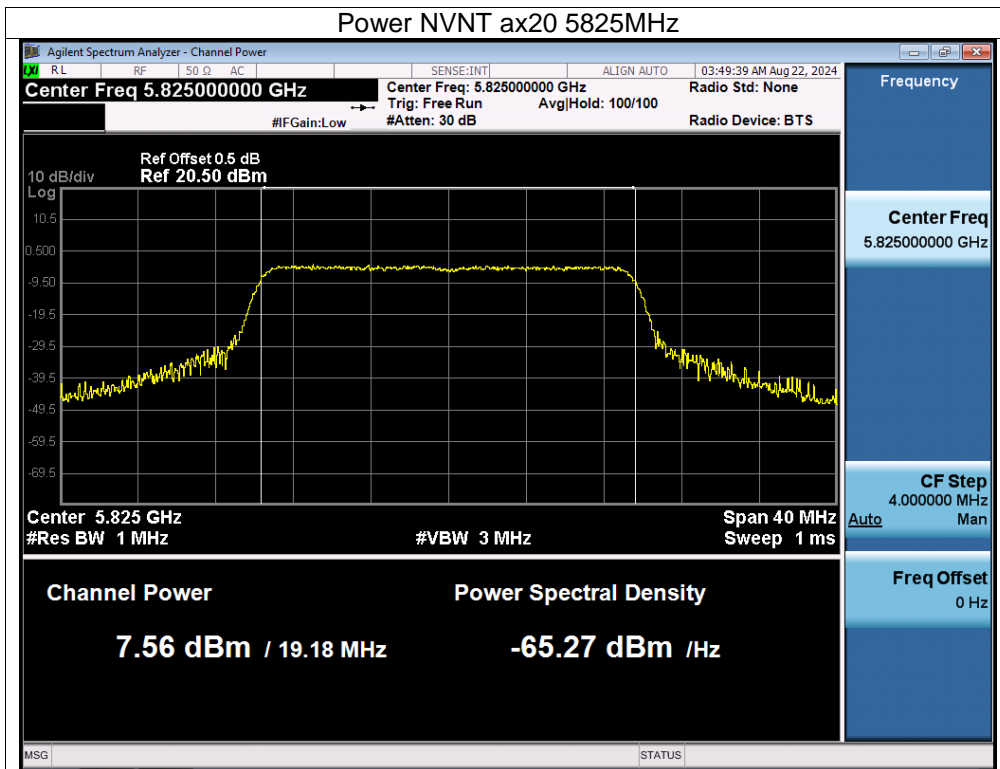 Power NVNT ax20 5825MHz
Agilent Spectrum Analyzer - Channel Power
LXI RL RF 50 Ω AC SENSE:INT ALIGN AUTO 03:49:39 AM Aug 22, 2024
Center Freq 5.825000000 GHz
Center Freq: 5.825000000 GHz Radio Std: None
Trig: Free Run Avg|Hold: 100/100
#IFGain:Low #Atten: 30 dB Radio Device: BTS
Frequency
Ref Offset 0.5 dB
10 dB/div Ref 20.50 dBm
Log
10.5
0.500
-9.50
-19.5
-29.5
-39.5
-49.5
-59.5
-69.5
Center 5.825 GHz Span 40 MHz
#Res BW 1 MHz #VBW 3 MHz Sweep 1 ms
Center Freq
5.825000000 GHz
CF Step
4.000000 MHz
Auto Man
Freq Offset
0 Hz
Channel Power Power Spectral Density
7.56 dBm / 19.18 MHz -65.27 dBm /Hz
MSG STATUS